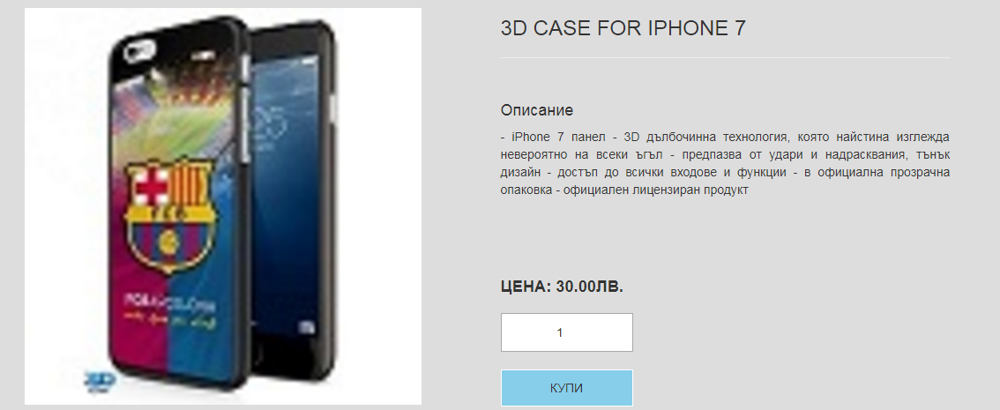 3D CASE FOR IPHONE 7
Описание
- iPhone 7 панел - 3D дълбочинна технология, която найстина изглежда
невероятно на всеки ъгъл - предпазва от удари и надрасквания, тънък
дизайн - достъп до всички входове и функции - в официална прозрачна
опаковка - официален лицензиран продукт
ЦЕНА: 30.00ЛВ.
1
КУПИ
FCB
3D